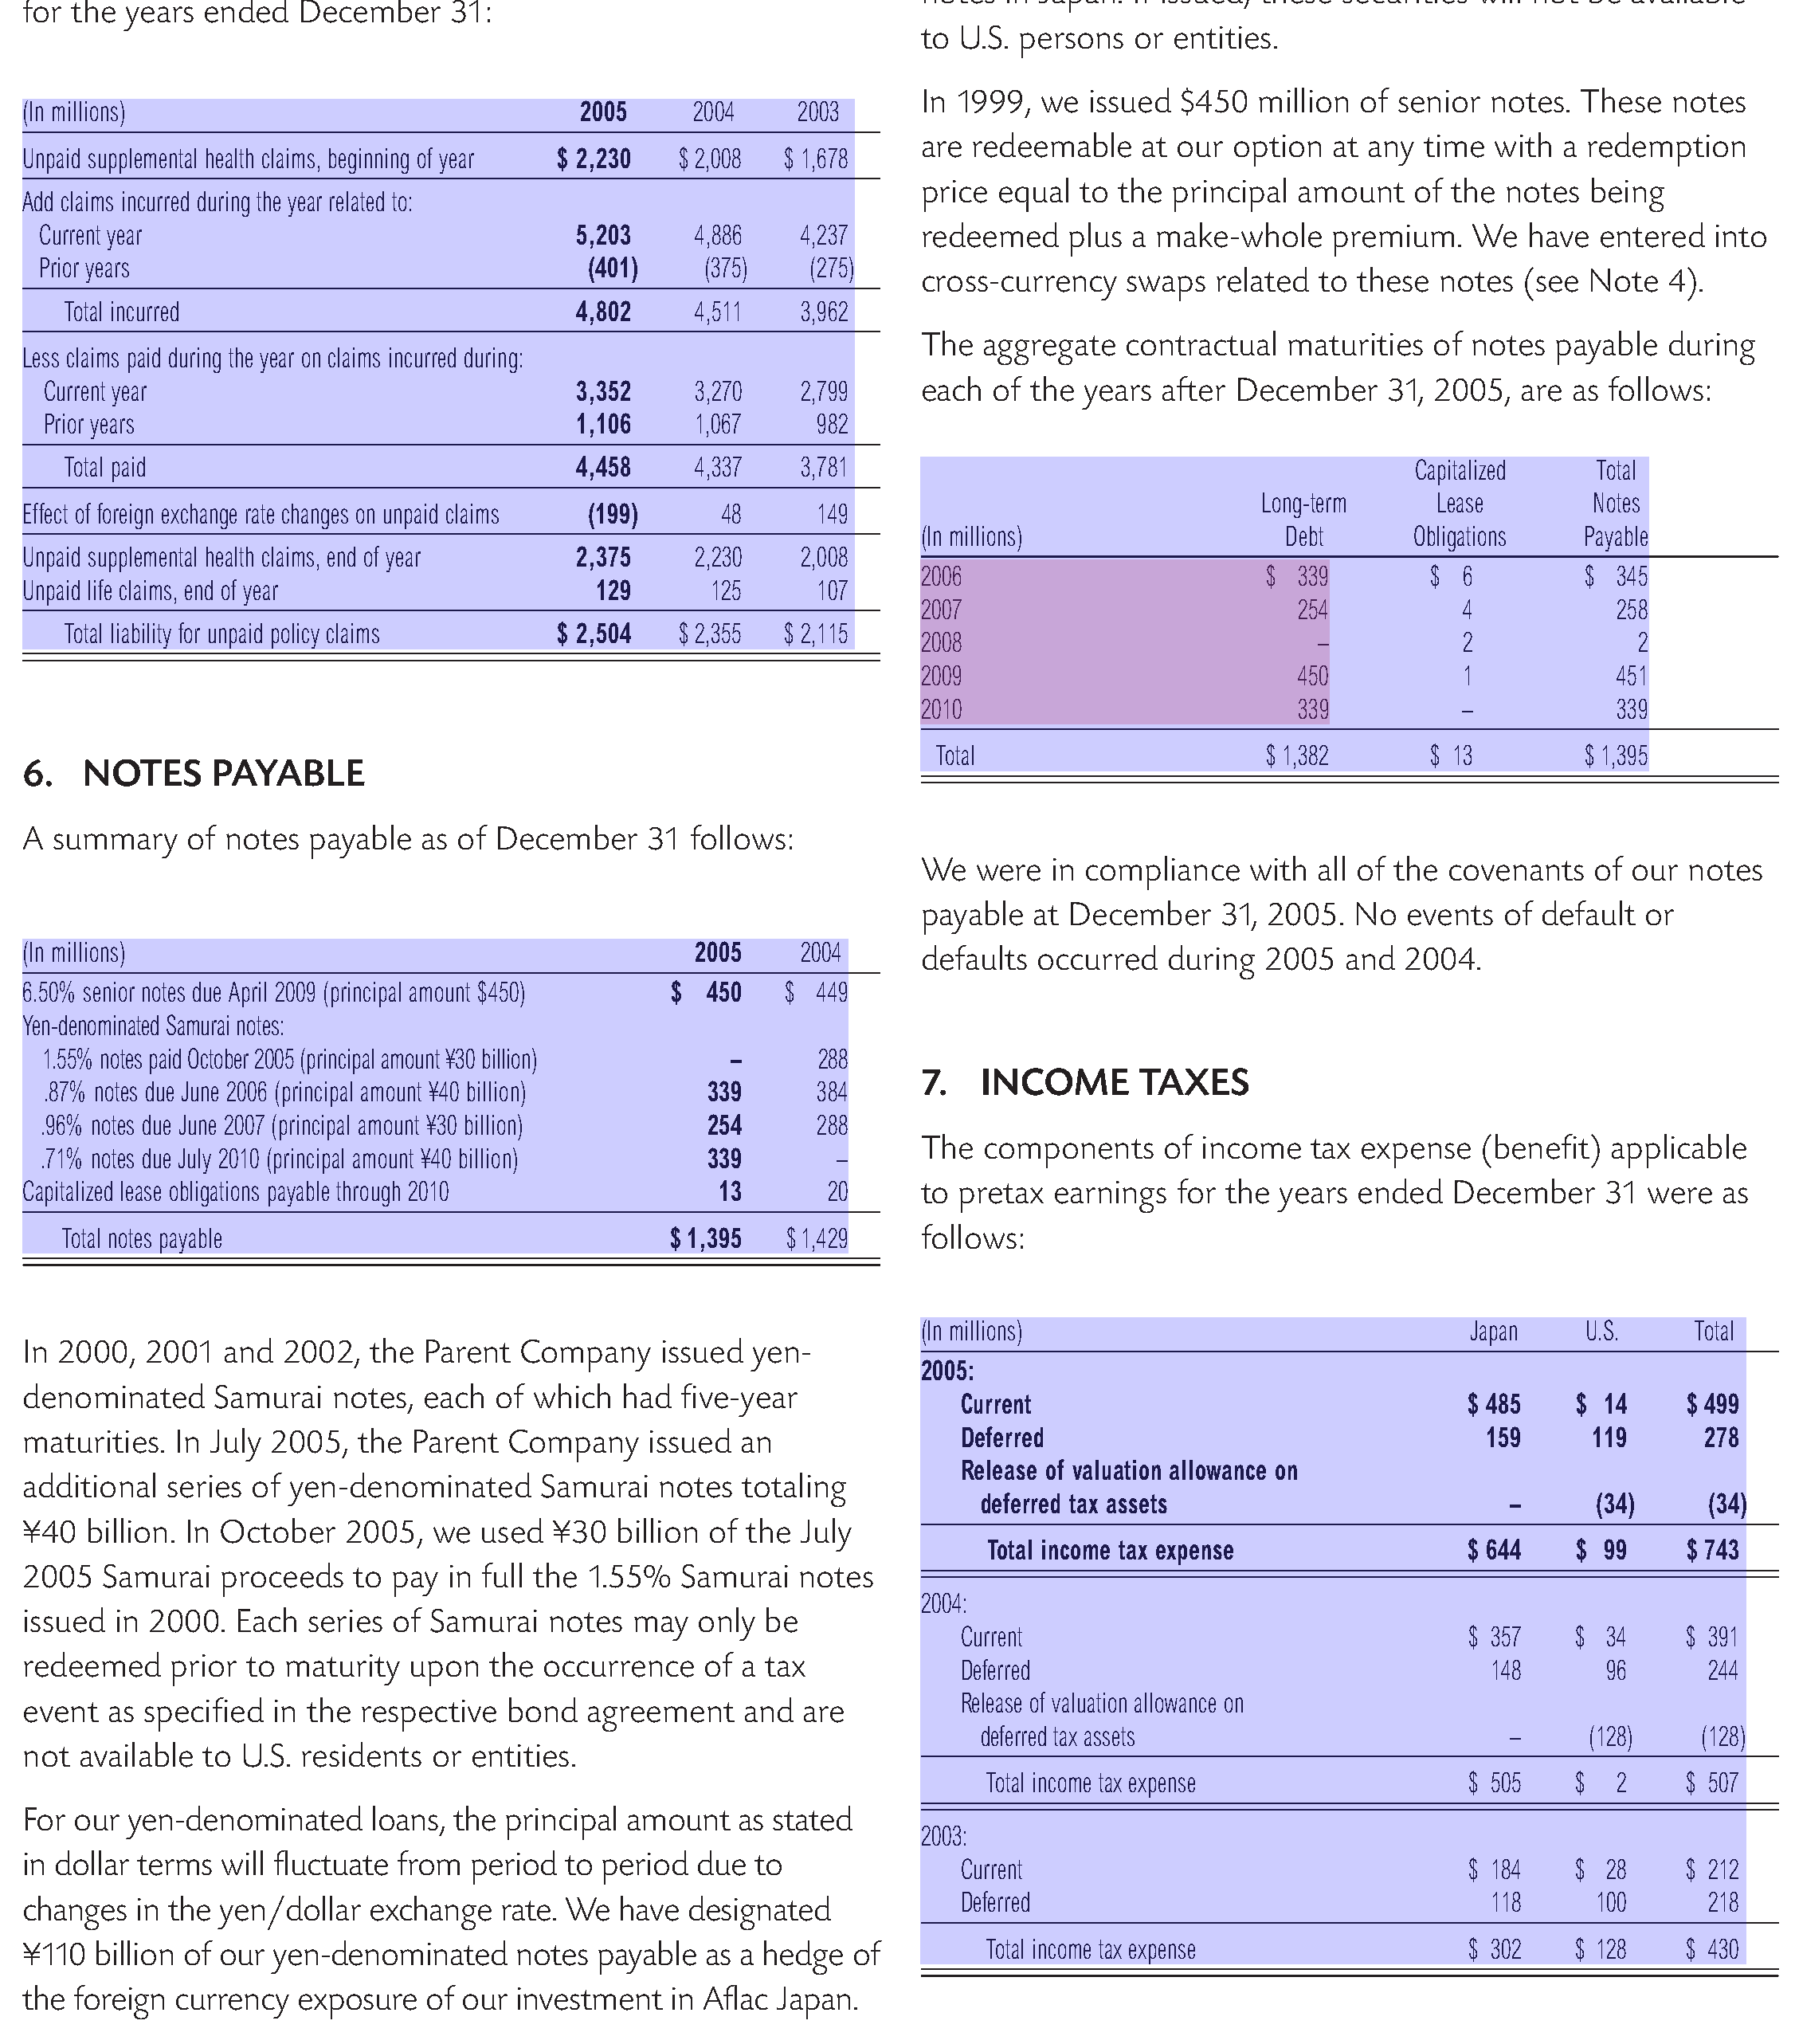 for the years ended December 31:
(In millions) 2005 2004 2003
Unpaid supplemental health claims, beginning of year $ 2,230 $ 2,008 $ 1,678
Add claims incurred during the year related to:
Current year 5,203 4,886 4,237
Prior years (401) (375) (275)
Total incurred 4,802 4,511 3,962
Less claims paid during the year on claims incurred during:
Current year 3,352 3,270 2,799
Prior years 1,106 1,067 982
Total paid 4,458 4,337 3,781
Effect of foreign exchange rate changes on unpaid claims (199) 48 149
Unpaid supplemental health claims, end of year 2,375 2,230 2,008
Unpaid life claims, end of year 129 125 107
Total liability for unpaid policy claims $ 2,504 $ 2,355 $ 2,115
6. NOTES PAYABLE
A summary of notes payable as of December 31 follows:
(In millions) 2005 2004
6.50% senior notes due April 2009 (principal amount $450) $ 450 $ 449
Yen-denominated Samurai notes:
1.55% notes paid October 2005 (principal amount ¥30 billion) – 288
.87% notes due June 2006 (principal amount ¥40 billion) 339 384
.96% notes due June 2007 (principal amount ¥30 billion) 254 288
.71% notes due July 2010 (principal amount ¥40 billion) 339 –
Capitalized lease obligations payable through 2010 13 20
Total notes payable $ 1,395 $ 1,429
In 2000, 2001 and 2002, the Parent Company issued yen-
denominated Samurai notes, each of which had five-year
maturities. In July 2005, the Parent Company issued an
additional series of yen-denominated Samurai notes totaling
¥40 billion. In October 2005, we used ¥30 billion of the July
2005 Samurai proceeds to pay in full the 1.55% Samurai notes
issued in 2000. Each series of Samurai notes may only be
redeemed prior to maturity upon the occurrence of a tax
event as specified in the respective bond agreement and are
not available to U.S. residents or entities.
For our yen-denominated loans, the principal amount as stated
in dollar terms will fluctuate from period to period due to
changes in the yen/dollar exchange rate. We have designated
¥110 billion of our yen-denominated notes payable as a hedge of
the foreign currency exposure of our investment in Aflac Japan.
notes in Japan. If issued, these securities will not be available
to U.S. persons or entities.
In 1999, we issued $450 million of senior notes. These notes
are redeemable at our option at any time with a redemption
price equal to the principal amount of the notes being
redeemed plus a make-whole premium. We have entered into
cross-currency swaps related to these notes (see Note 4).
The aggregate contractual maturities of notes payable during
each of the years after December 31, 2005, are as follows:
Capitalized Total
Long-term Lease Notes
(In millions) Debt Obligations Payable
2006 $ 339 $ 6 $ 345
2007 254 4 258
2008 – 2 2
2009 450 1 451
2010 339 – 339
Total $ 1,382 $ 13 $ 1,395
We were in compliance with all of the covenants of our notes
payable at December 31, 2005. No events of default or
defaults occurred during 2005 and 2004.
7. INCOME TAXES
The components of income tax expense (benefit) applicable
to pretax earnings for the years ended December 31 were as
follows:
(In millions) Japan U.S. Total
2005:
Current $ 485 $ 14 $ 499
Deferred 159 119 278
Release of valuation allowance on
deferred tax assets – (34) (34)
Total income tax expense $ 644 $ 99 $ 743
2004:
Current $ 357 $ 34 $ 391
Deferred 148 96 244
Release of valuation allowance on
deferred tax assets – (128) (128)
Total income tax expense $ 505 $ 2 $ 507
2003:
Current $ 184 $ 28 $ 212
Deferred 118 100 218
Total income tax expense $ 302 $ 128 $ 430